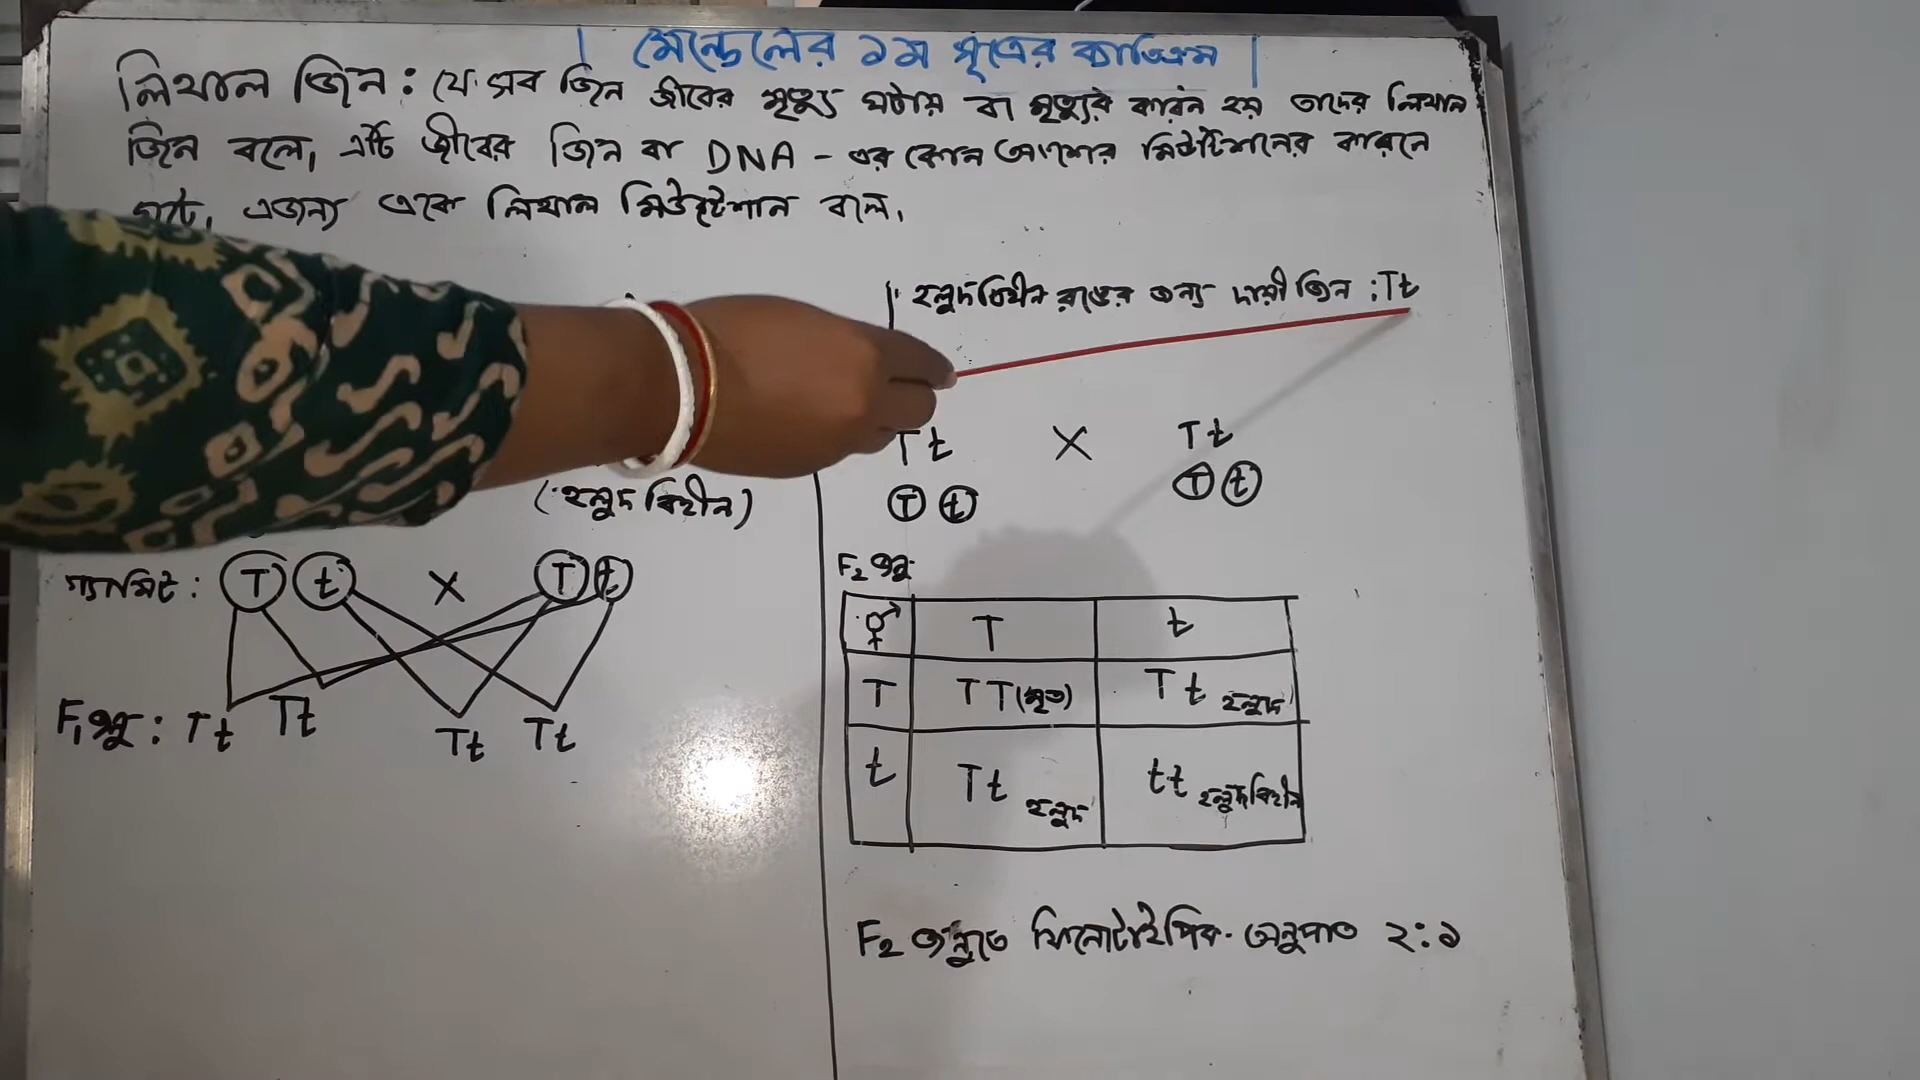 মেন্ডেলের ১ম সূত্রের ব্যতিক্রম
লিথাল জিন : যে সব জিন জীবের মৃত্যু ঘটায় বা মৃত্যুর কারন হয় তাদের লিথাল
জিন বলে, এটি জীবের জিন বা DNA - এর কোন অংশের মিউটেশনের কারনে
ঘটে, এজন্য একে লিথাল মিউটেশান বলে,
হলুদবিহীন রঙের জন্য দায়ী জিন : Tt
Tt X Tt
T t T t
(হলুদ বিহীন)
গ্যামিট : T t X T t
F₁ জনু : Tt Tt Tt Tt
F₂ জনু
⚥ T t
T TT (মৃত) Tt হলুদ
t Tt হলুদ tt হলুদবিহীন
F₂ জনুতে ফিনোটাইপিক অনুপাত ২:১